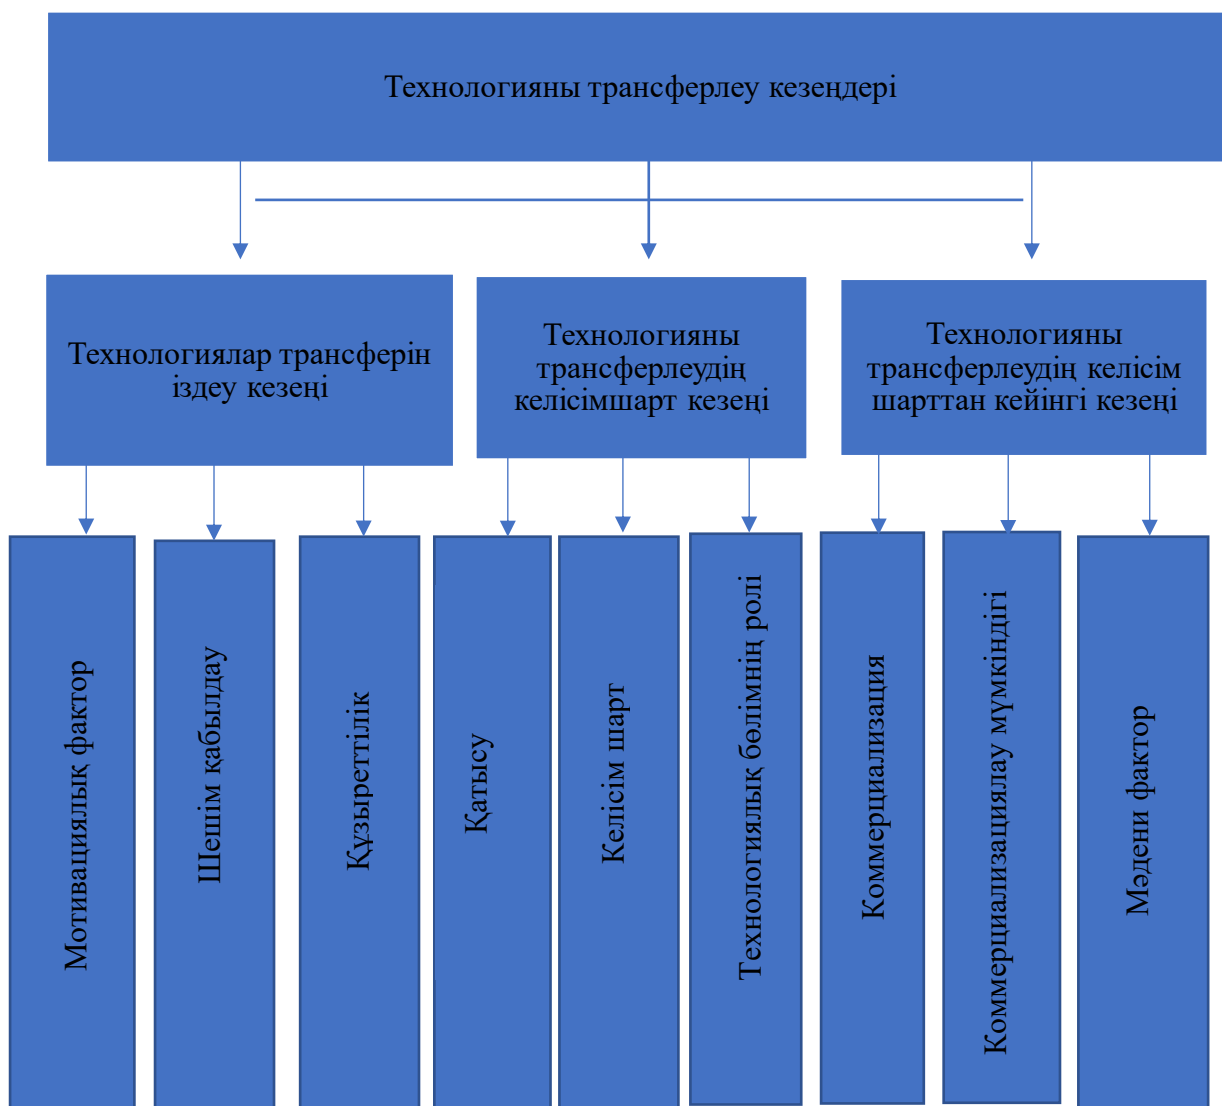 Технологияны трансферлеу кезеңдері
Технологиялар трансферін
іздеу кезеңі
Технологияны
трансферлеудің
келісімшарт кезеңі
Технологияны
трансферлеудің келісім
шарттан кейінгі кезеңі
Мотивациялық фактор
Шешім қабылдау
Құзыреттілік
Қатысу
Келісім шарт
Технологиялық бөлімнің ролі
Коммерциализация
Коммерциализациялау мүмкіндігі
Мәдени фактор